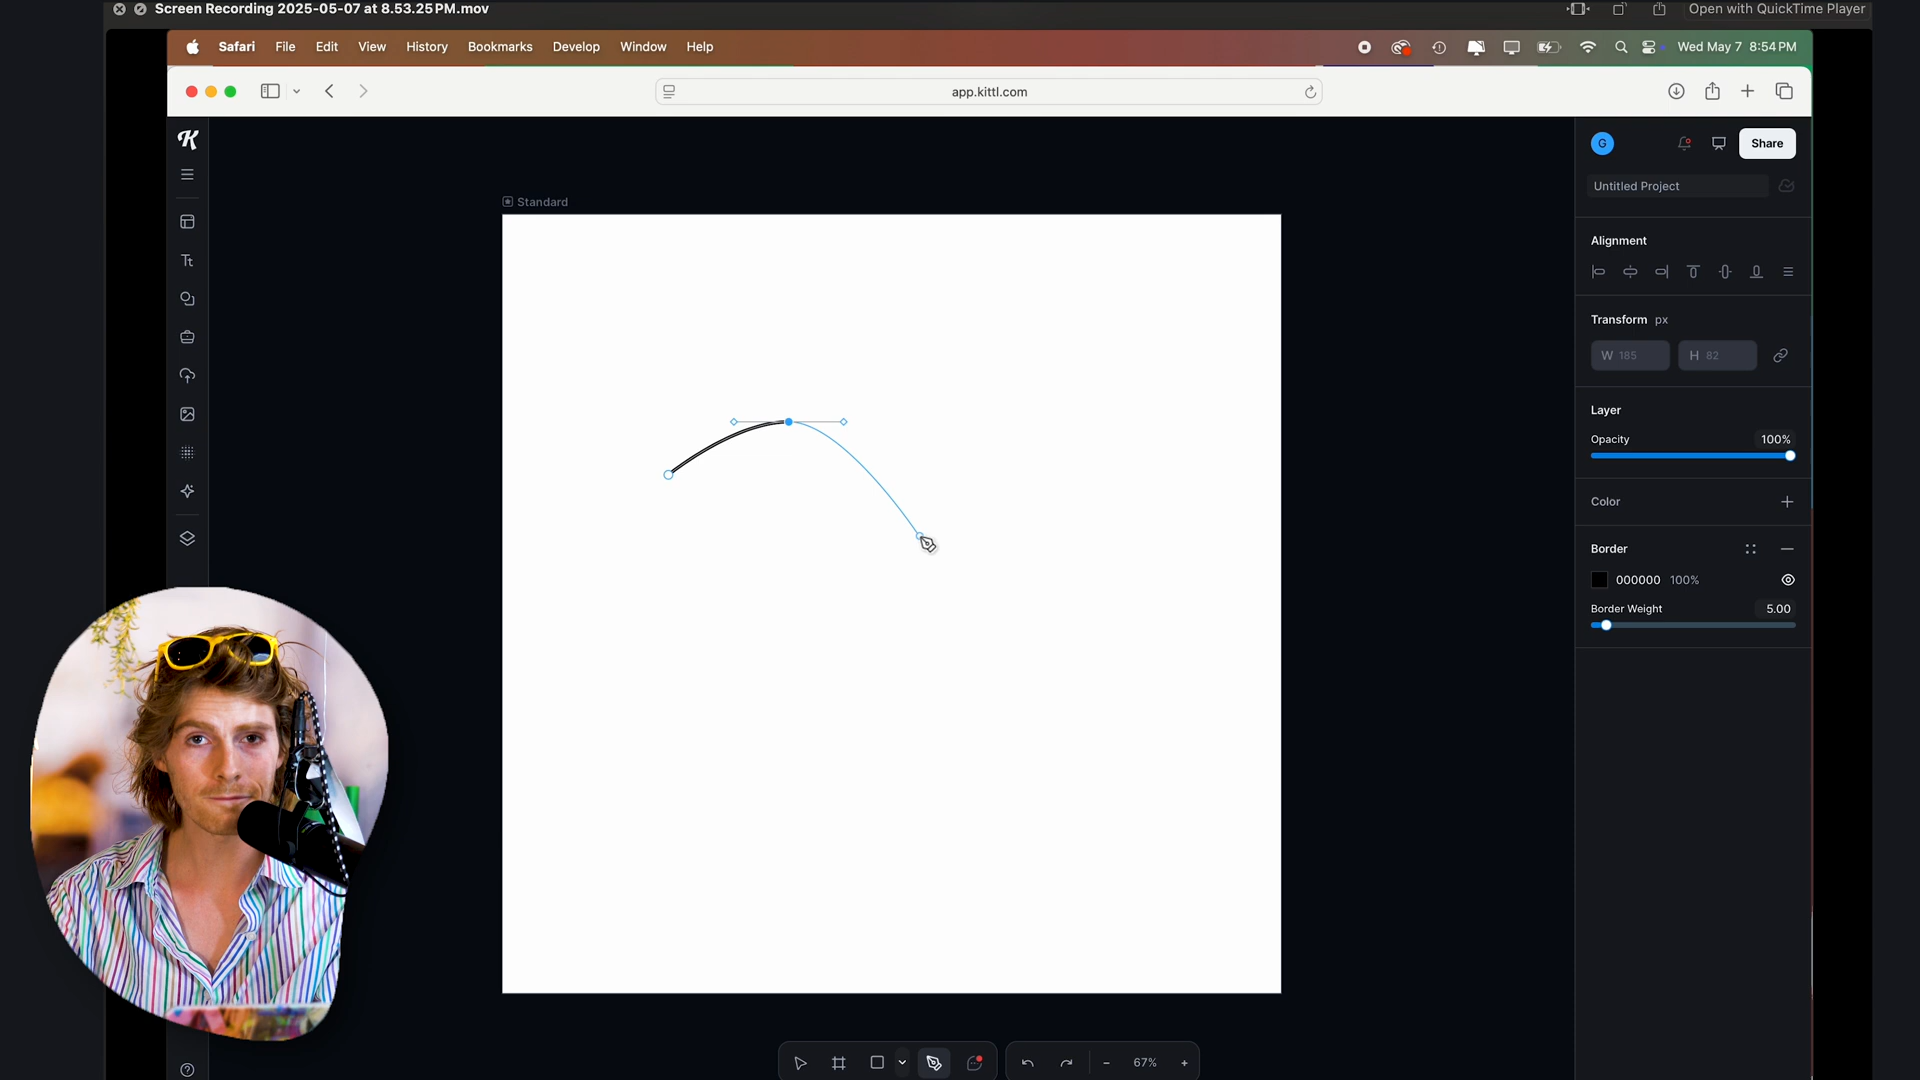 Screen Recording 2025-05-07 at 8.53.25 PM.mov
Open with QuickTime Player
Safari File Edit View History Bookmarks Develop Window Help
Wed May 7 8:54 PM
app.kittl.com
K
G
Share
Untitled Project
Standard
Tt
Alignment
Transform px
W 185
H 82
Layer
Opacity 100%
Color
Border
000000 100%
Border Weight 5.00
67%